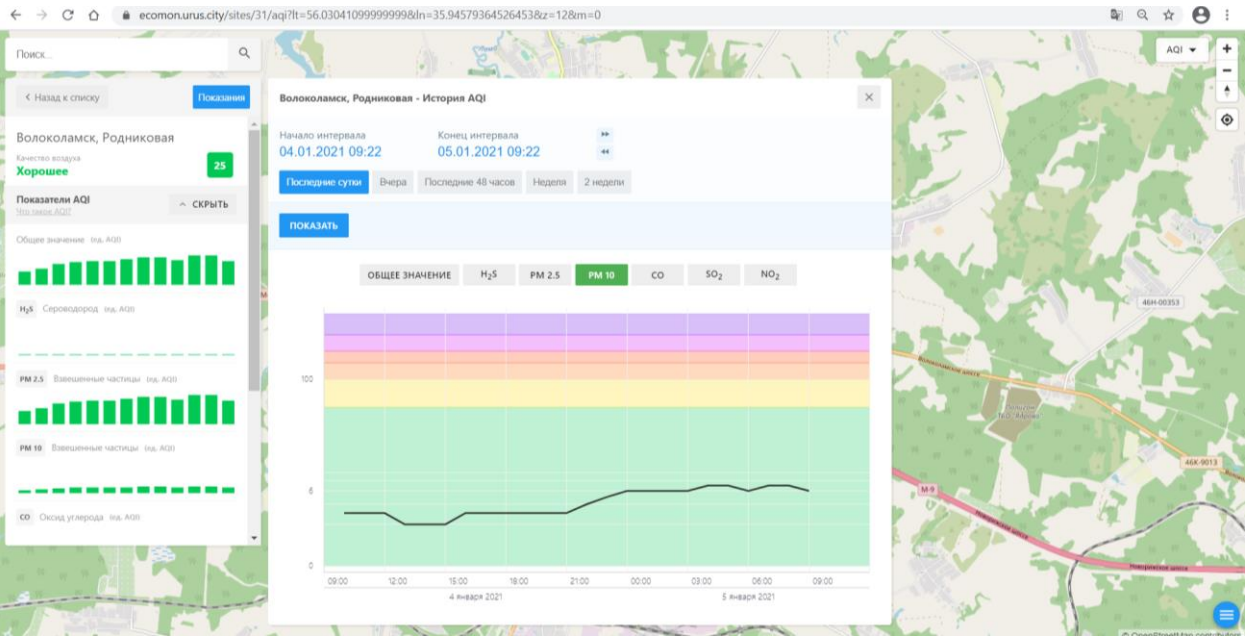 ecomon.urus.city/sites/31/aqi?lt=56.03041099999999&ln=35.94579364526453&z=12&m=0
Поиск...
AQI
Назад к списку
Показания
Волоколамск, Родниковая - История AQI
Волоколамск, Родниковая
Качество воздуха
Хорошее
25
Начало интервала
Конец интервала
04.01.2021 09:22
05.01.2021 09:22
Последние сутки
Вчера
Последние 48 часов
Неделя
2 недели
Показатели AQI
Что такое AQI?
СКРЫТЬ
ПОКАЗАТЬ
Общее значение (ед. AQI)
H₂S Сероводород (ед. AQI)
PM 2.5 Взвешенные частицы (ед. AQI)
PM 10 Взвешенные частицы (ед. AQI)
CO Оксид углерода (ед. AQI)
ОБЩЕЕ ЗНАЧЕНИЕ
H₂S
PM 2.5
PM 10
CO
SO₂
NO₂
100
6
0
09:00 12:00 15:00 18:00 21:00 00:00 03:00 06:00 09:00
4 января 2021
5 января 2021
46Н-00353
Волоколамское шоссе
Полигон
ТБО "Ядрово"
46К-9013
М-9
Новорижское шоссе
Новорижское шоссе
© OpenStreetMap contributors